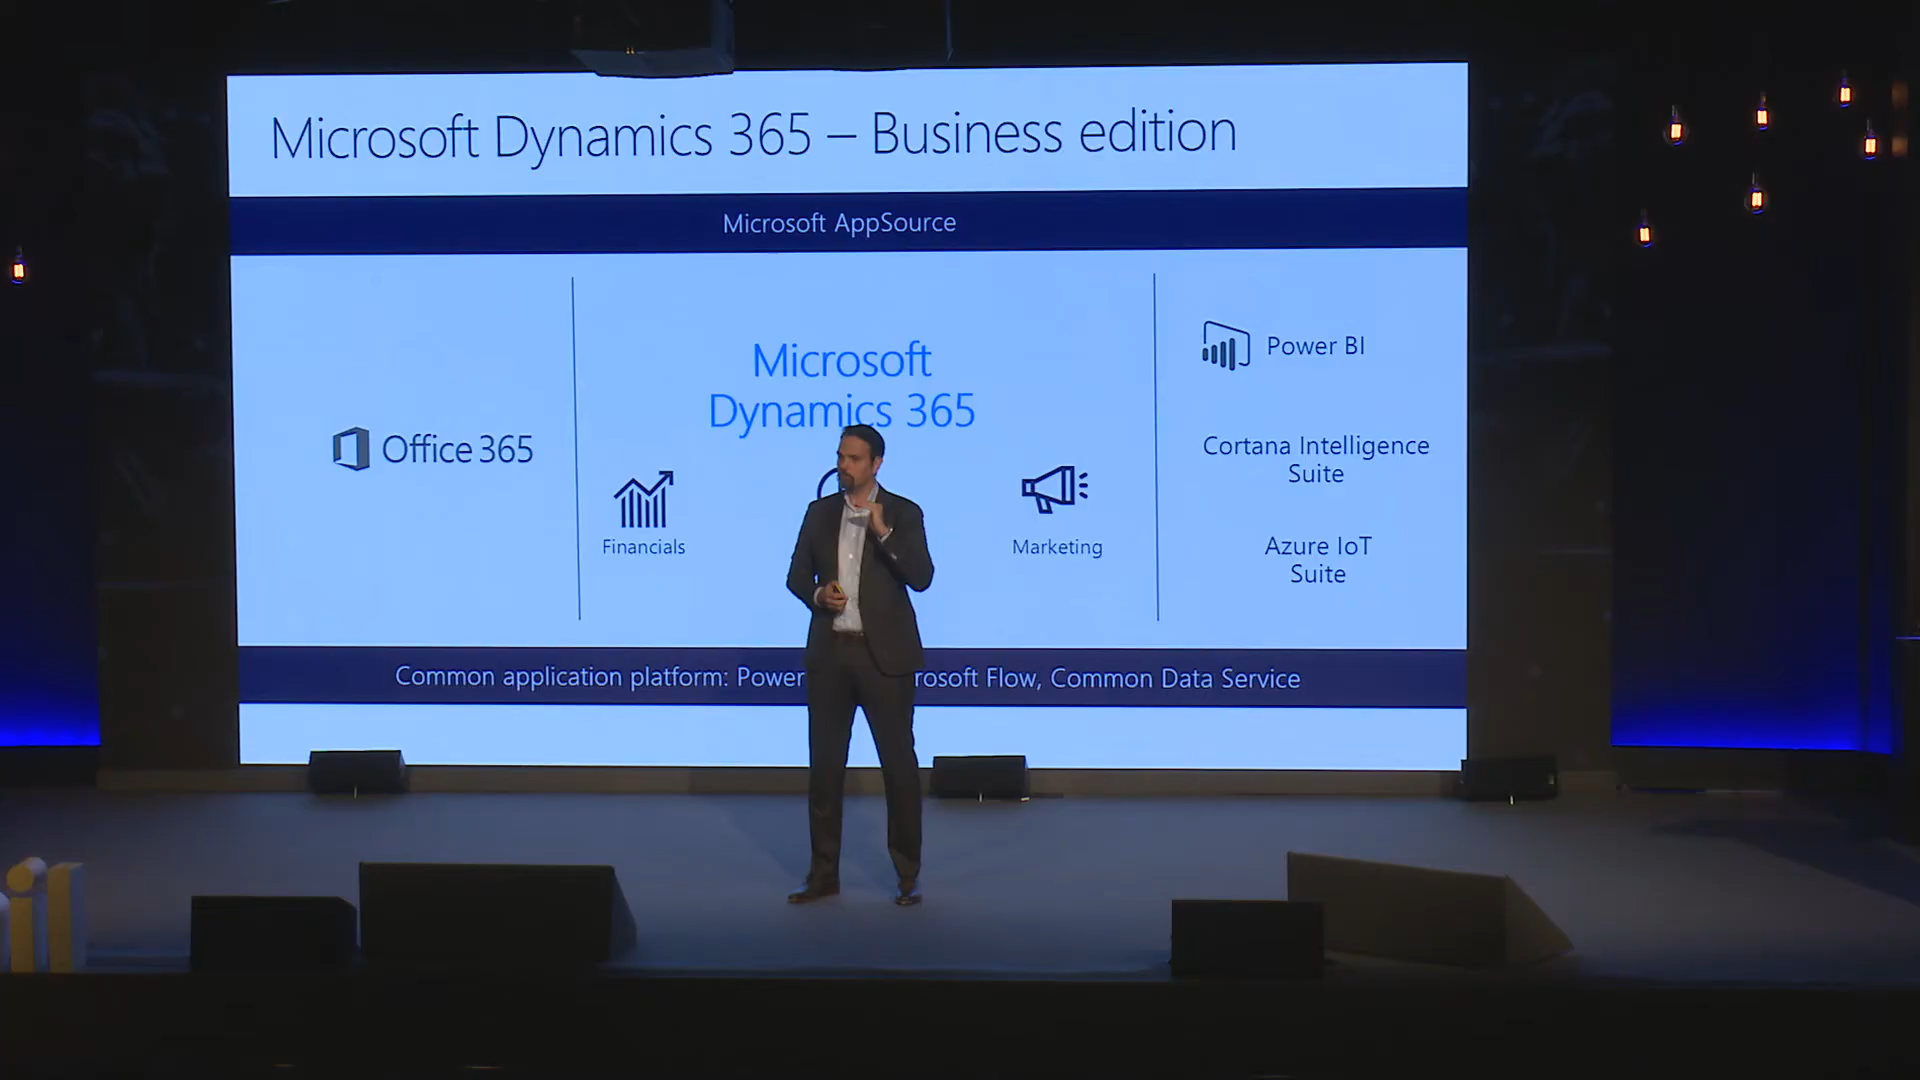 Microsoft Dynamics 365 – Business edition
Microsoft AppSource
Office 365
Microsoft
Dynamics 365
Financials
Marketing
Power BI
Cortana Intelligence
Suite
Azure IoT
Suite
Common application platform: Power rosoft Flow, Common Data Service